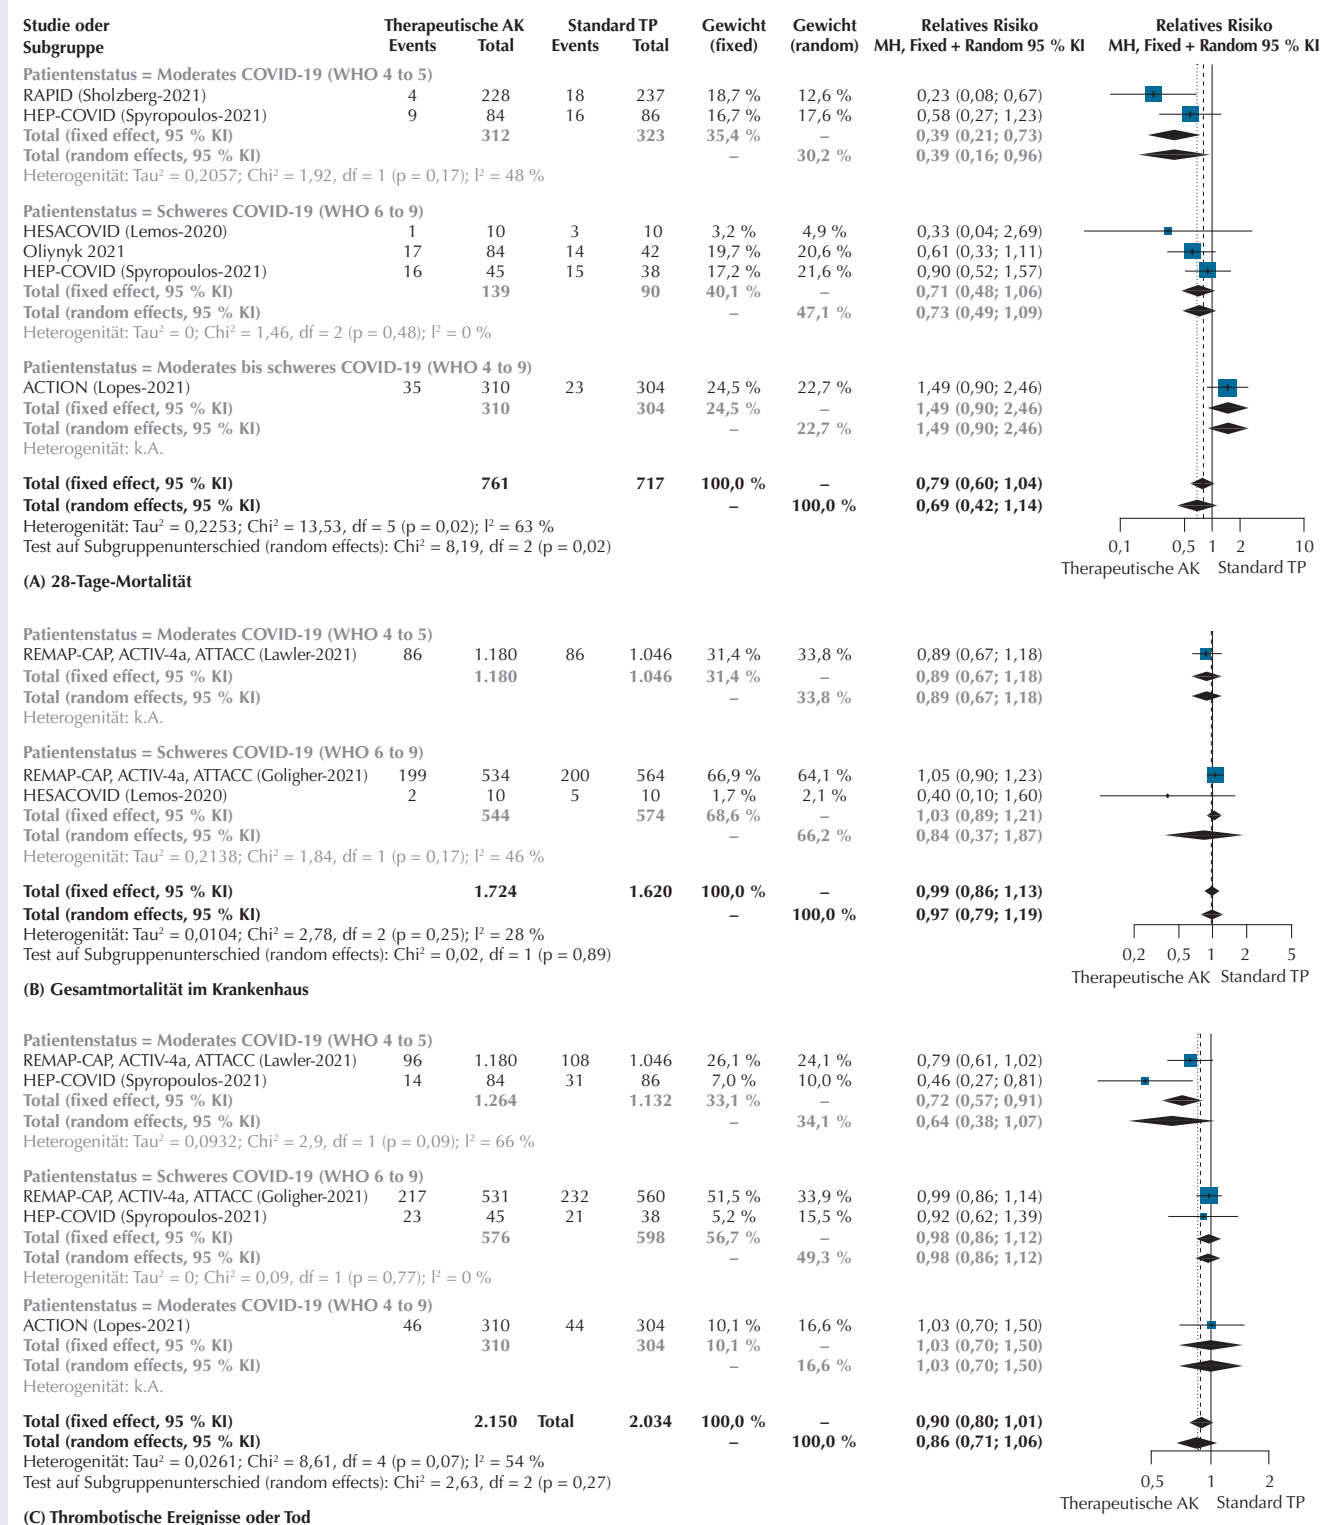 Studie oder Therapeutische AK Standard TP Gewicht Gewicht Relatives Risiko Relatives Risiko
Subgruppe Events Total Events Total (fixed) (random) MH, Fixed + Random 95 % KI MH, Fixed + Random 95 % KI
Patientenstatus = Moderates COVID-19 (WHO 4 to 5)
RAPID (Sholzberg-2021) 4 228 18 237 18,7 % 12,6 % 0,23 (0,08; 0,67)
HEP-COVID (Spyropoulos-2021) 9 84 16 86 16,7 % 17,6 % 0,58 (0,27; 1,23)
Total (fixed effect, 95 % KI) 312 323 35,4 % – 0,39 (0,21; 0,73)
Total (random effects, 95 % KI) – 30,2 % 0,39 (0,16; 0,96)
Heterogenität: Tau² = 0,2057; Chi² = 1,92, df = 1 (p = 0,17); I² = 48 %
Patientenstatus = Schweres COVID-19 (WHO 6 to 9)
HESACOVID (Lemos-2020) 1 10 3 10 3,2 % 4,9 % 0,33 (0,04; 2,69)
Oliynyk 2021 17 84 14 42 19,7 % 20,6 % 0,61 (0,33; 1,11)
HEP-COVID (Spyropoulos-2021) 16 45 15 38 17,2 % 21,6 % 0,90 (0,52; 1,57)
Total (fixed effect, 95 % KI) 139 90 40,1 % – 0,71 (0,48; 1,06)
Total (random effects, 95 % KI) – 47,1 % 0,73 (0,49; 1,09)
Heterogenität: Tau² = 0; Chi² = 1,46, df = 2 (p = 0,48); I² = 0 %
Patientenstatus = Moderates bis schweres COVID-19 (WHO 4 to 9)
ACTION (Lopes-2021) 35 310 23 304 24,5 % 22,7 % 1,49 (0,90; 2,46)
Total (fixed effect, 95 % KI) 310 304 24,5 % – 1,49 (0,90; 2,46)
Total (random effects, 95 % KI) – 22,7 % 1,49 (0,90; 2,46)
Heterogenität: k.A.
Total (fixed effect, 95 % KI) 761 717 100,0 % – 0,79 (0,60; 1,04)
Total (random effects, 95 % KI) – 100,0 % 0,69 (0,42; 1,14)
Heterogenität: Tau² = 0,2253; Chi² = 13,53, df = 5 (p = 0,02); I² = 63 %
Test auf Subgruppenunterschied (random effects): Chi² = 8,19, df = 2 (p = 0,02)
0,1 0,5 1 2 10
Therapeutische AK Standard TP
(A) 28-Tage-Mortalität
Patientenstatus = Moderates COVID-19 (WHO 4 to 5)
REMAP-CAP, ACTIV-4a, ATTACC (Lawler-2021) 86 1.180 86 1.046 31,4 % 33,8 % 0,89 (0,67; 1,18)
Total (fixed effect, 95 % KI) 1.180 1.046 31,4 % – 0,89 (0,67; 1,18)
Total (random effects, 95 % KI) – 33,8 % 0,89 (0,67; 1,18)
Heterogenität: k.A.
Patientenstatus = Schweres COVID-19 (WHO 6 to 9)
REMAP-CAP, ACTIV-4a, ATTACC (Goligher-2021) 199 534 200 564 66,9 % 64,1 % 1,05 (0,90; 1,23)
HESACOVID (Lemos-2020) 2 10 5 10 1,7 % 2,1 % 0,40 (0,10; 1,60)
Total (fixed effect, 95 % KI) 544 574 68,6 % – 1,03 (0,89; 1,21)
Total (random effects, 95 % KI) – 66,2 % 0,84 (0,37; 1,87)
Heterogenität: Tau² = 0,2138; Chi² = 1,84, df = 1 (p = 0,17); I² = 46 %
Total (fixed effect, 95 % KI) 1.724 1.620 100,0 % – 0,99 (0,86; 1,13)
Total (random effects, 95 % KI) – 100,0 % 0,97 (0,79; 1,19)
Heterogenität: Tau² = 0,0104; Chi² = 2,78, df = 2 (p = 0,25); I² = 28 %
Test auf Subgruppenunterschied (random effects): Chi² = 0,02, df = 1 (p = 0,89)
0,2 0,5 1 2 5
Therapeutische AK Standard TP
(B) Gesamtmortalität im Krankenhaus
Patientenstatus = Moderates COVID-19 (WHO 4 to 5)
REMAP-CAP, ACTIV-4a, ATTACC (Lawler-2021) 96 1.180 108 1.046 26,1 % 24,1 % 0,79 (0,61, 1,02)
HEP-COVID (Spyropoulos-2021) 14 84 31 86 7,0 % 10,0 % 0,46 (0,27; 0,81)
Total (fixed effect, 95 % KI) 1.264 1.132 33,1 % – 0,72 (0,57; 0,91)
Total (random effects, 95 % KI) – 34,1 % 0,64 (0,38; 1,07)
Heterogenität: Tau² = 0,0932; Chi² = 2,9, df = 1 (p = 0,09); I² = 66 %
Patientenstatus = Schweres COVID-19 (WHO 6 to 9)
REMAP-CAP, ACTIV-4a, ATTACC (Goligher-2021) 217 531 232 560 51,5 % 33,9 % 0,99 (0,86; 1,14)
HEP-COVID (Spyropoulos-2021) 23 45 21 38 5,2 % 15,5 % 0,92 (0,62; 1,39)
Total (fixed effect, 95 % KI) 576 598 56,7 % – 0,98 (0,86; 1,12)
Total (random effects, 95 % KI) – 49,3 % 0,98 (0,86; 1,12)
Heterogenität: Tau² = 0; Chi² = 0,09, df = 1 (p = 0,77); I² = 0 %
Patientenstatus = Moderates COVID-19 (WHO 4 to 9)
ACTION (Lopes-2021) 46 310 44 304 10,1 % 16,6 % 1,03 (0,70; 1,50)
Total (fixed effect, 95 % KI) 310 304 10,1 % – 1,03 (0,70; 1,50)
Total (random effects, 95 % KI) – 16,6 % 1,03 (0,70; 1,50)
Heterogenität: k.A.
Total (fixed effect, 95 % KI) 2.150 Total 2.034 100,0 % – 0,90 (0,80; 1,01)
Total (random effects, 95 % KI) – 100,0 % 0,86 (0,71; 1,06)
Heterogenität: Tau² = 0,0261; Chi² = 8,61, df = 4 (p = 0,07); I² = 54 %
Test auf Subgruppenunterschied (random effects): Chi² = 2,63, df = 2 (p = 0,27)
0,5 1 2
Therapeutische AK Standard TP
(C) Thrombotische Ereignisse oder Tod